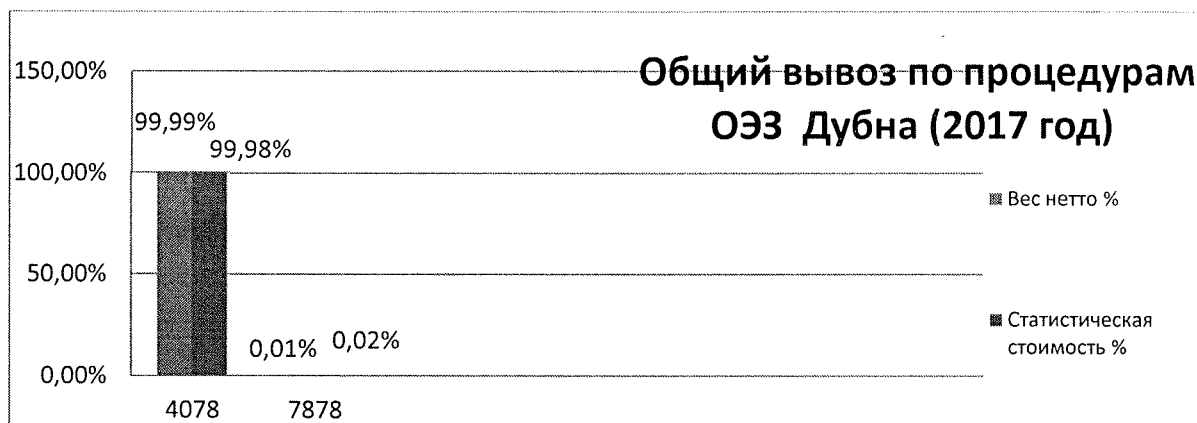 Общий вывоз по процедурам
ОЭЗ Дубна (2017 год)
150,00%
99,99%
99,98%
100,00%
50,00%
0,01%
0,02%
0,00%
4078
7878
Вес нетто %
Статистическая
стоимость %